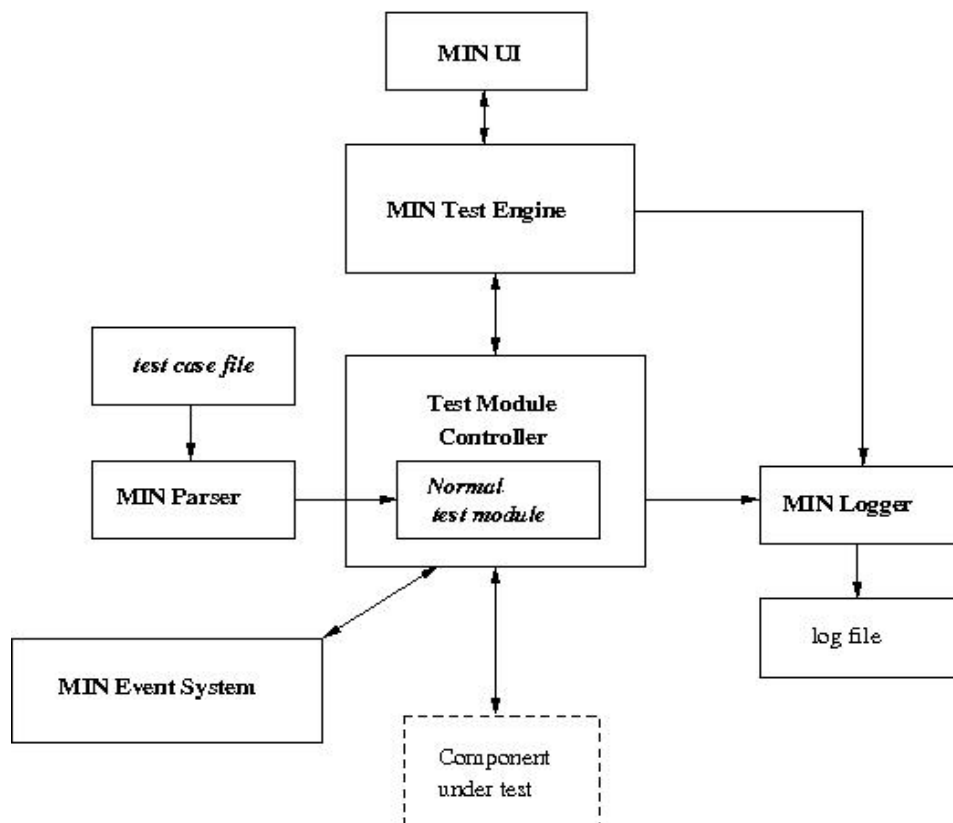 MIN UI
MIN Test Engine
test case file
Test Module
Controller
MIN Parser
Normal
test module
MIN Logger
log file
MIN Event System
Component
under test